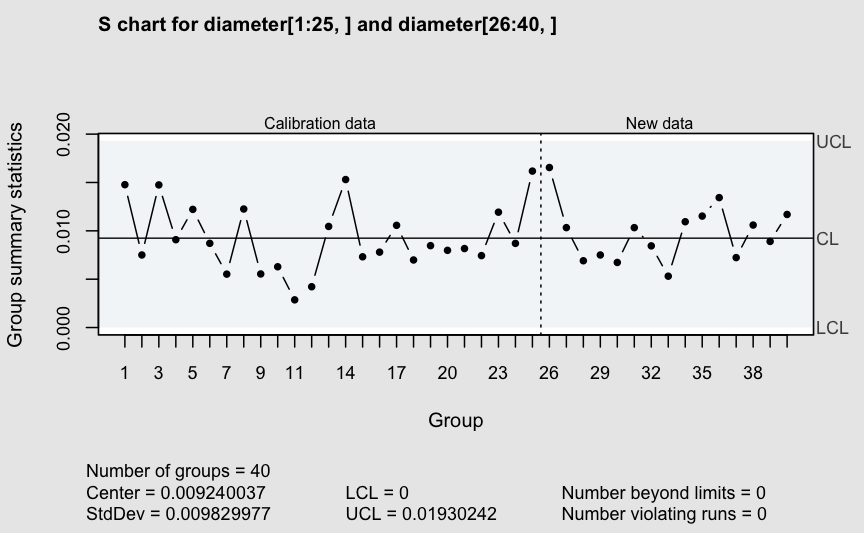 S chart for diameter[1:25, ] and diameter[26:40, ]
Calibration data New data
Group summary statistics
0.020
0.010
0.000
UCL
CL
LCL
1 3 5 7 9 11 14 17 20 23 26 29 32 35 38
Group
Number of groups = 40
Center = 0.009240037 LCL = 0 Number beyond limits = 0
StdDev = 0.009829977 UCL = 0.01930242 Number violating runs = 0